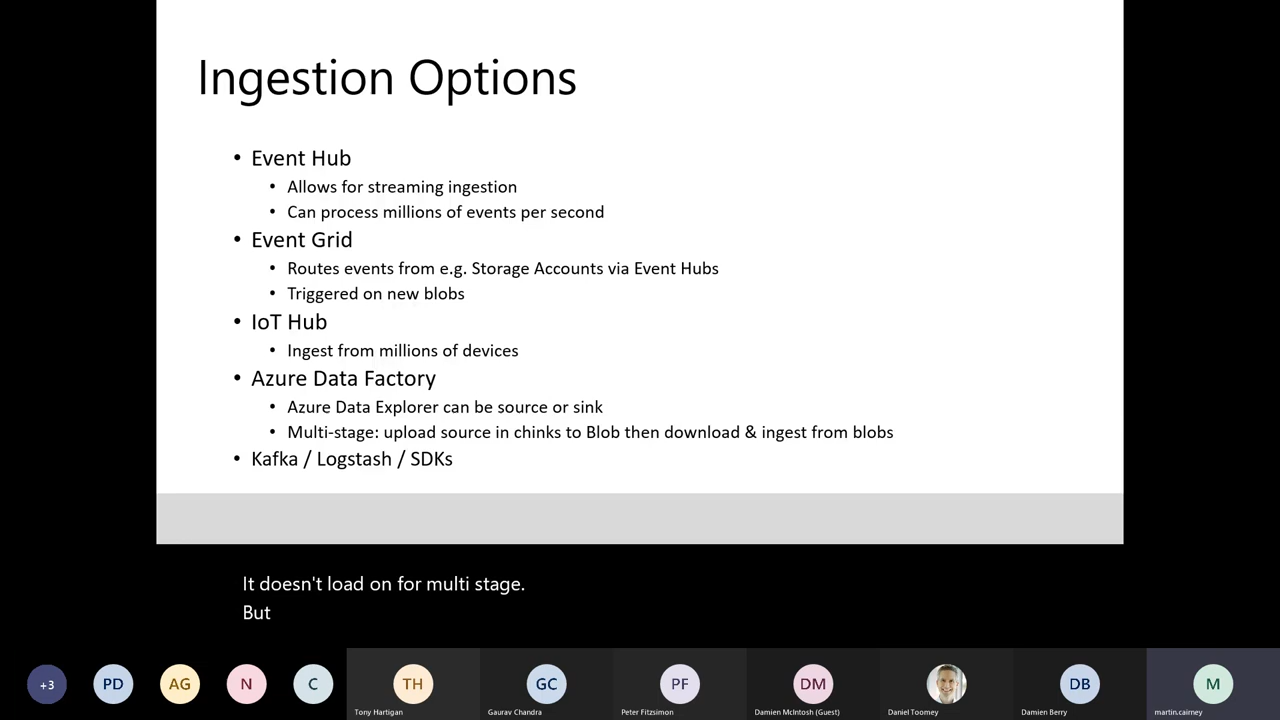 Ingestion Options
• Event Hub
• Allows for streaming ingestion
• Can process millions of events per second
• Event Grid
• Routes events from e.g. Storage Accounts via Event Hubs
• Triggered on new blobs
• IoT Hub
• Ingest from millions of devices
• Azure Data Factory
• Azure Data Explorer can be source or sink
• Multi-stage: upload source in chinks to Blob then download & ingest from blobs
• Kafka / Logstash / SDKs
It doesn't load on for multi stage.
But
+3 PD AG N C TH GC PF DM DB M
Tony Hartigan Gaurav Chandra Peter Fitzsimon Damien McIntosh (Guest) Daniel Toomey Damien Berry martin.cairney